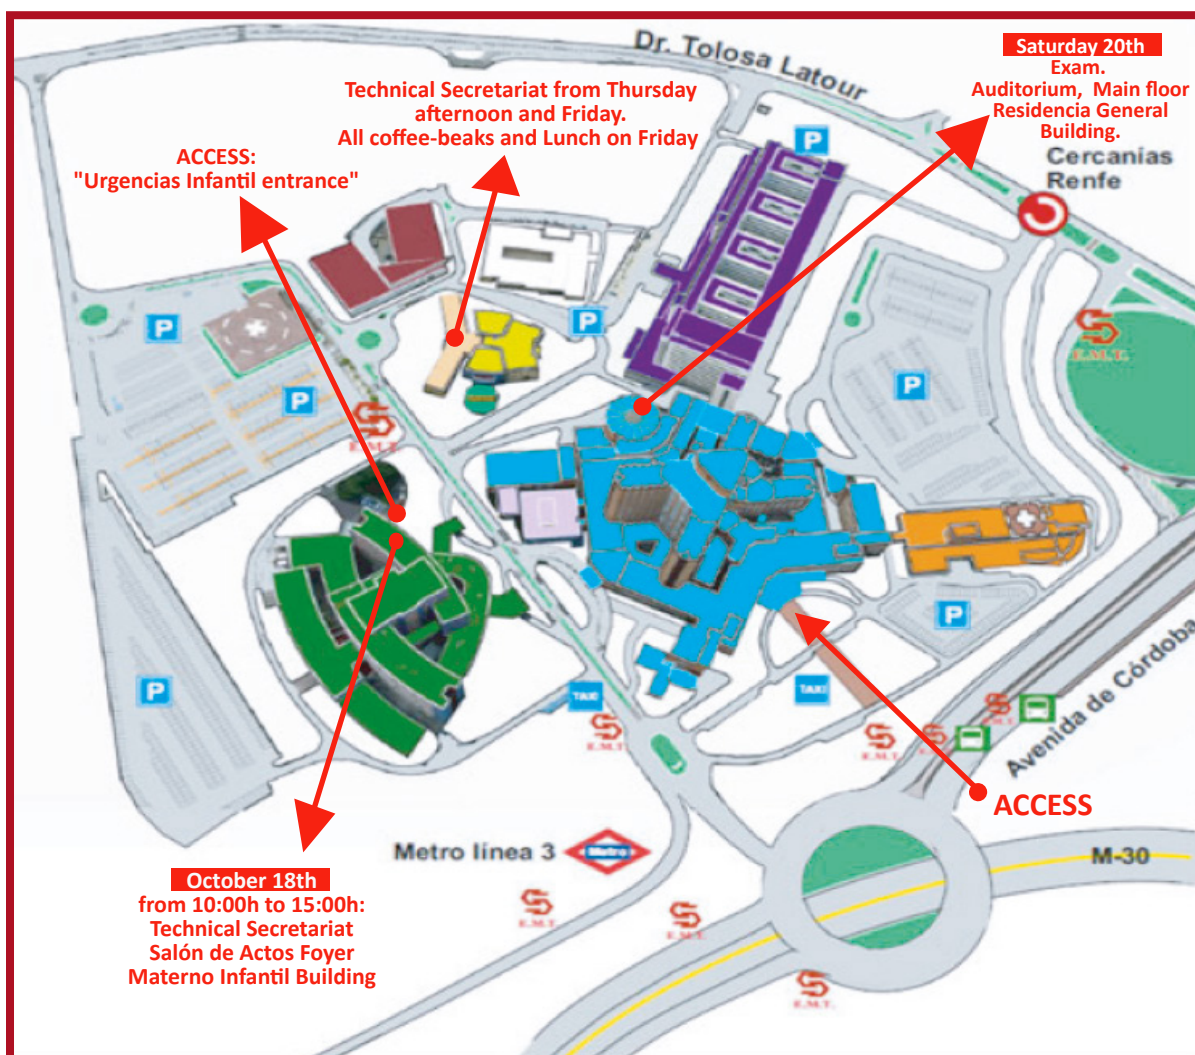 Dr. Tolosa Latour
Saturday 20th
Exam.
Auditorium, Main floor
Residencia General
Building.
Technical Secretariat from Thursday
afternoon and Friday.
All coffee-beaks and Lunch on Friday
ACCESS:
"Urgencias Infantil entrance"
Cercanias
Renfe
P
P
P
E.M.T.
P
P
E.M.T.
P
P
TAXI
TAXI
E.M.T.
E.M.T.
E.M.T.
E.M.T.
Avenida de Córdoba
ACCESS
Metro línea 3
Metro
M-30
October 18th
from 10:00h to 15:00h:
Technical Secretariat
Salón de Actos Foyer
Materno Infantil Building
E.M.T.
E.M.T.
E.M.T.